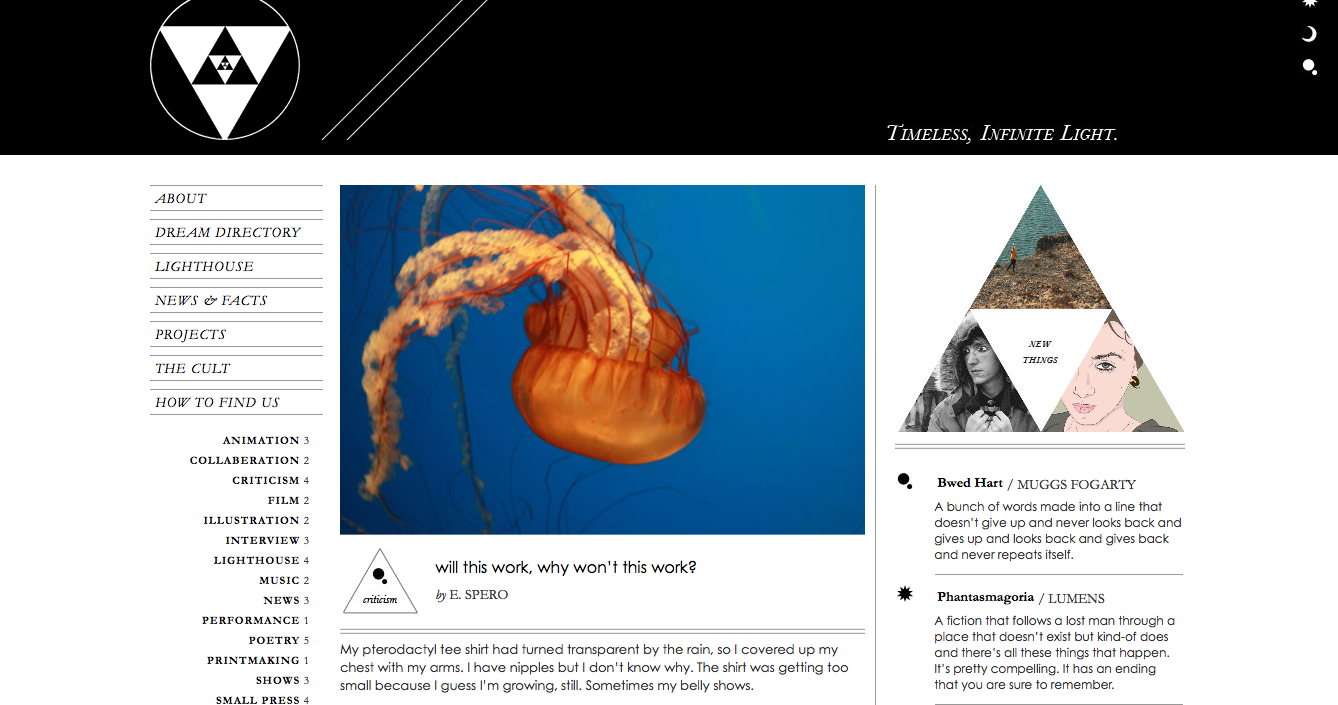 Timeless, Infinite Light.
ABOUT
DREAM DIRECTORY
LIGHTHOUSE
NEWS & FACTS
PROJECTS
THE CULT
HOW TO FIND US
ANIMATION 3
COLLABERATION 2
CRITICISM 4
FILM 2
ILLUSTRATION 2
INTERVIEW 3
LIGHTHOUSE 4
MUSIC 2
NEWS 3
PERFORMANCE 1
POETRY 5
PRINTMAKING 1
SHOWS 3
SMALL PRESS 4
criticism
will this work, why won't this work?
by E. SPERO
My pterodactyl tee shirt had turned transparent by the rain, so I covered up my
chest with my arms. I have nipples but I don't know why. The shirt was getting too
small because I guess I'm growing, still. Sometimes my belly shows.
NEW
THINGS
Bwed Hart / MUGGS FOGARTY
A bunch of words made into a line that
doesn't give up and never looks back and
gives up and looks back and gives back
and never repeats itself.
Phantasmagoria / LUMENS
A fiction that follows a lost man through a
place that doesn't exist but kind-of does
and there's all these things that happen.
It's pretty compelling. It has an ending
that you are sure to remember.